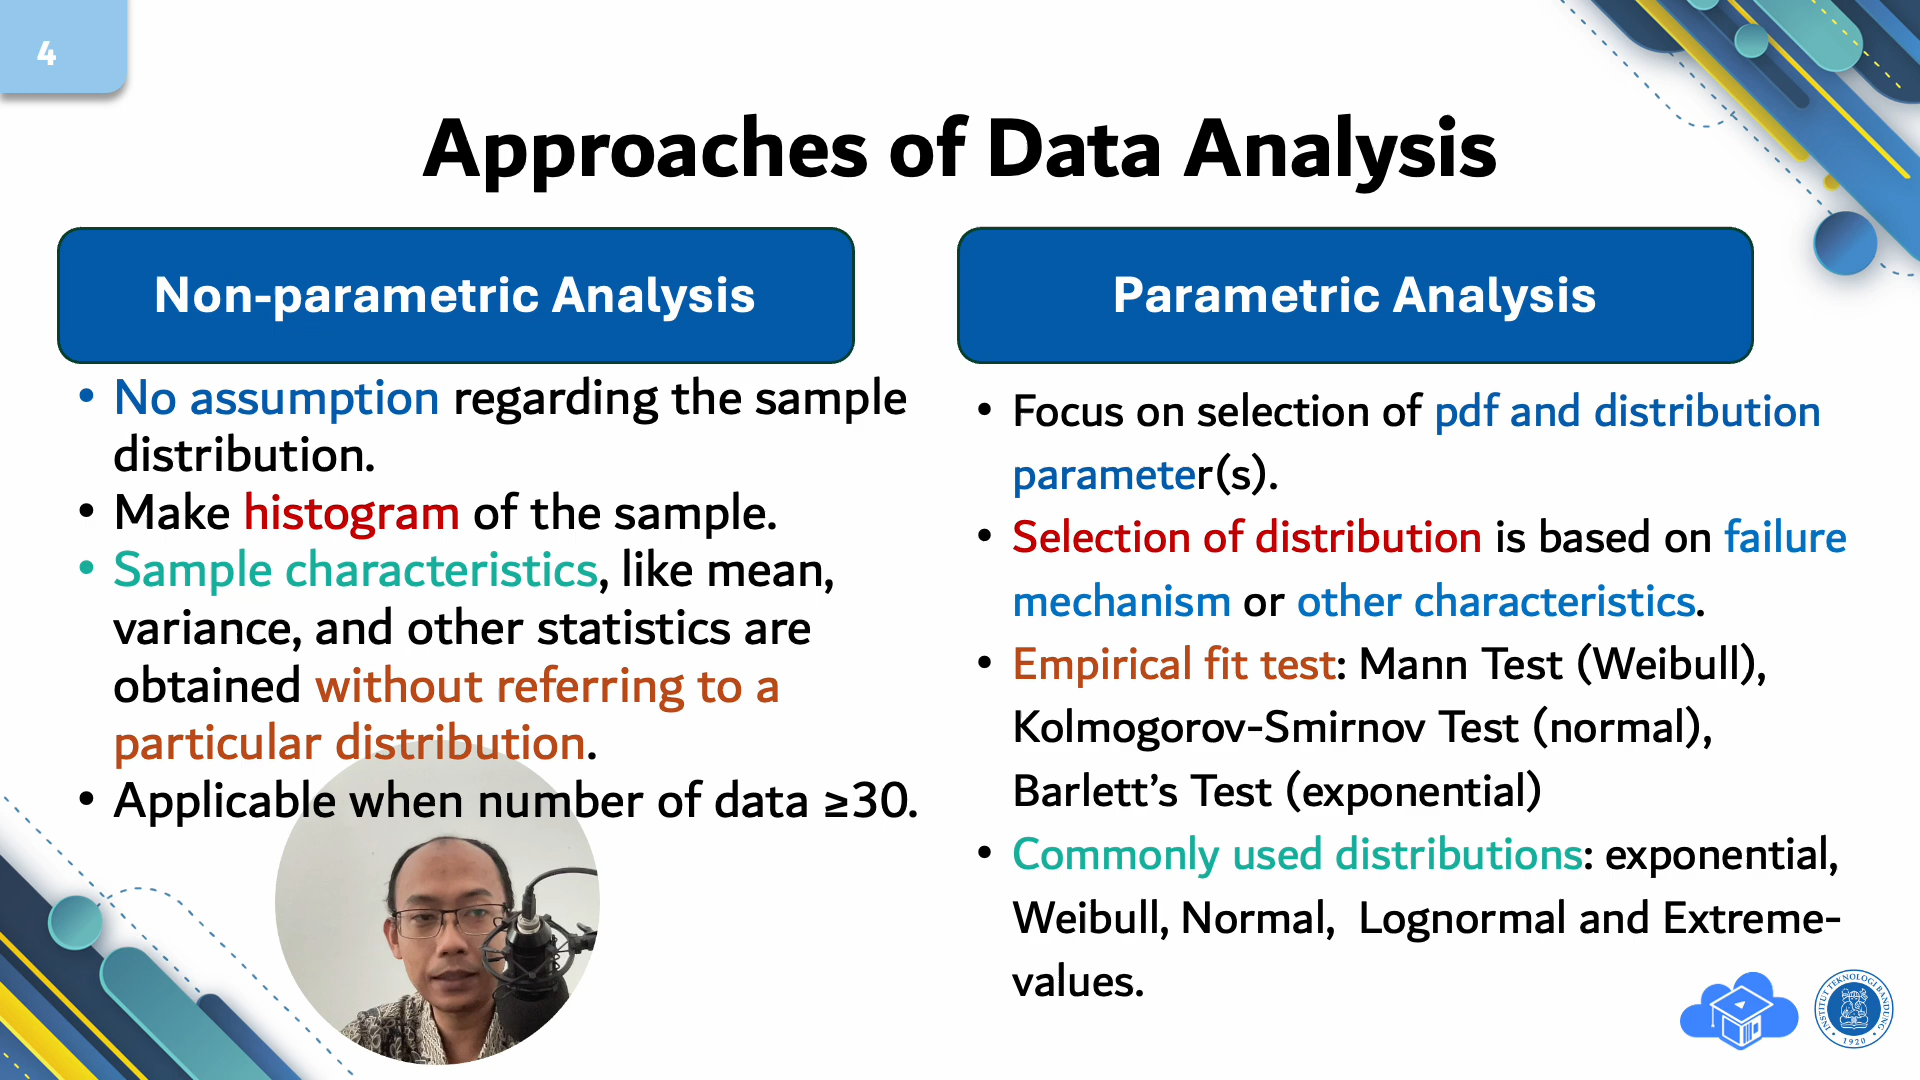 4
Approaches of Data Analysis
Non-parametric Analysis
• No assumption regarding the sample
distribution.
• Make histogram of the sample.
• Sample characteristics, like mean,
variance, and other statistics are
obtained without referring to a
particular distribution.
• Applicable when number of data ≥30.
Parametric Analysis
• Focus on selection of pdf and distribution
parameter(s).
• Selection of distribution is based on failure
mechanism or other characteristics.
• Empirical fit test: Mann Test (Weibull),
Kolmogorov-Smirnov Test (normal),
Barlett’s Test (exponential)
• Commonly used distributions: exponential,
Weibull, Normal, Lognormal and Extreme-
values.
INSTITUT TEKNOLOGI BANDUNG
1920